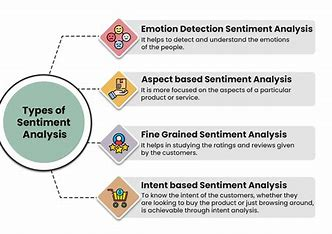 Types of
Sentiment
Analysis
Emotion Detection Sentiment Analysis
It helps to detect and understand the emotions
of the people.
Aspect based Sentiment Analysis
It is more focused on the aspects of a particular
product or service.
Fine Grained Sentiment Analysis
It helps in studying the ratings and reviews given
by the customers.
Intent based Sentiment Analysis
To know the intent of the customers, whether they
are looking to buy the product or just browsing around,
is achievable through intent analysis.